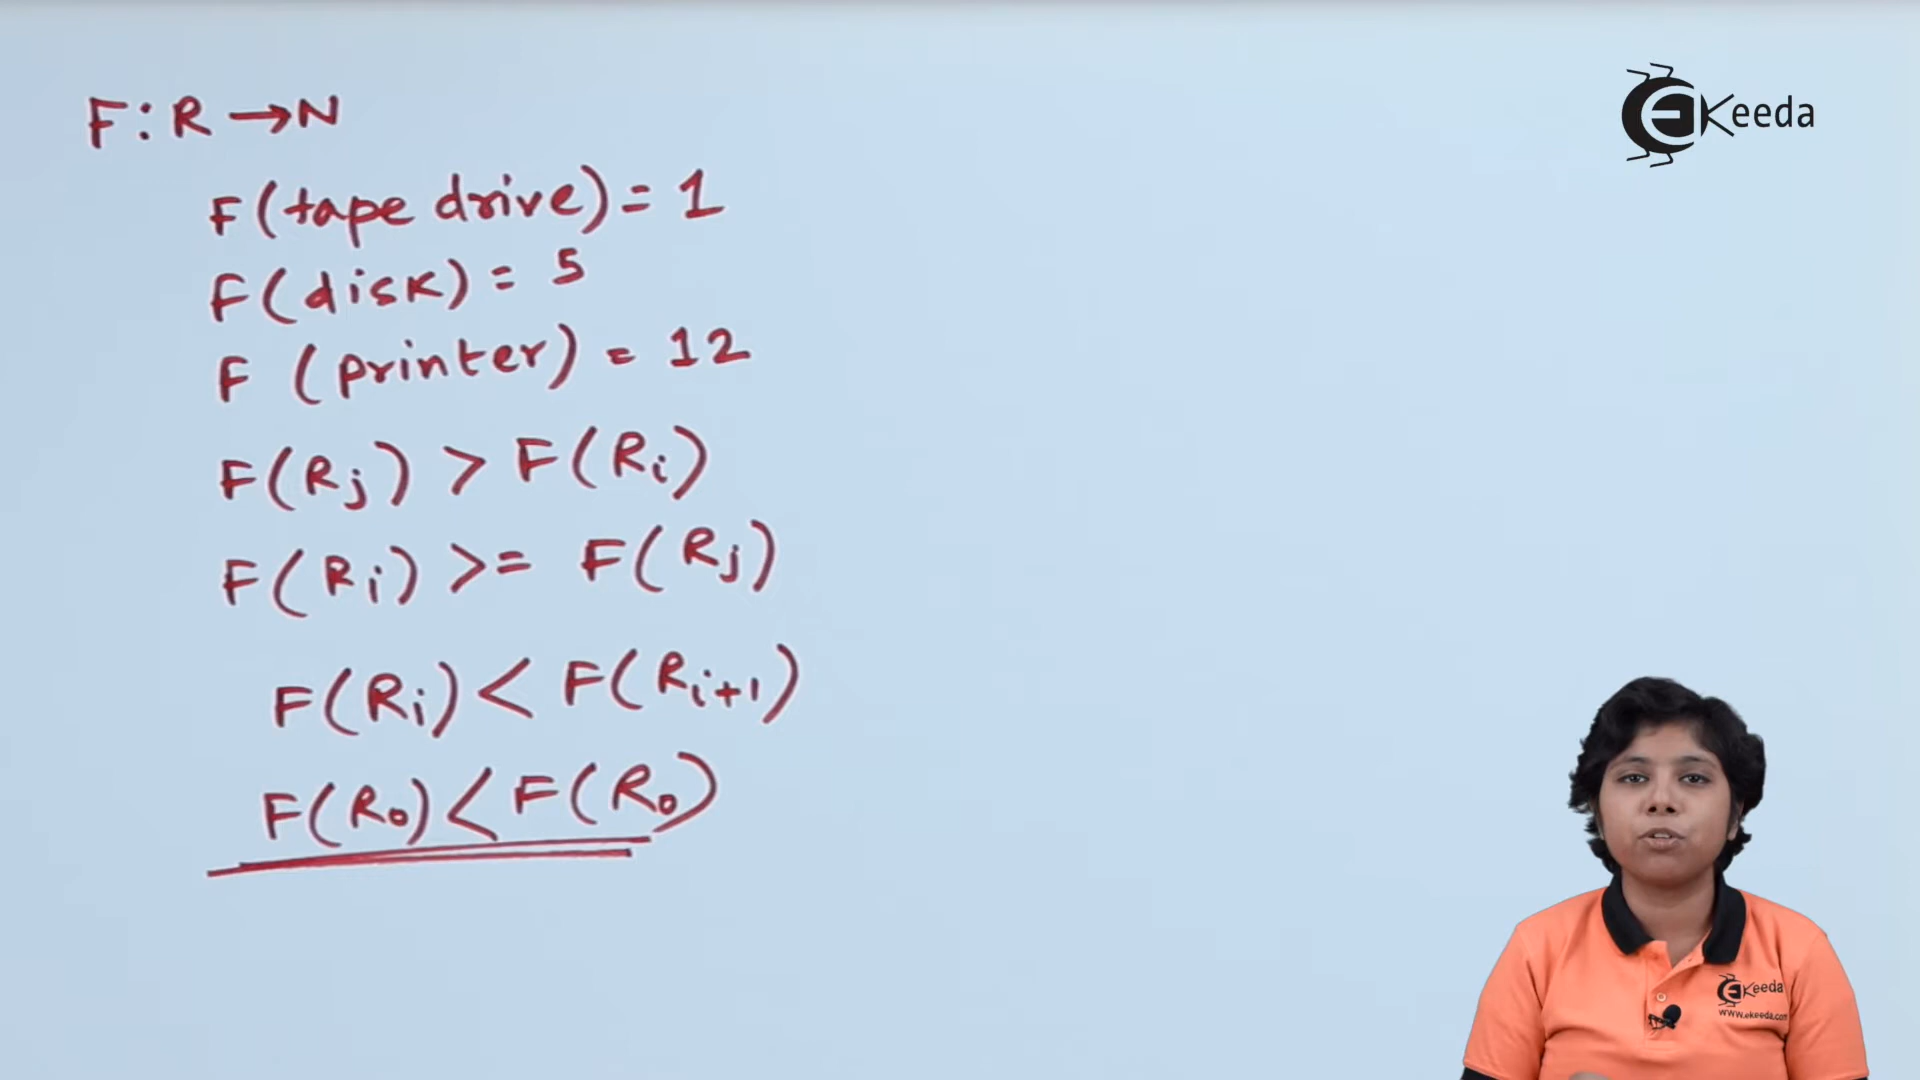 F: R → N
F(tape drive) = 1
F(disk) = 5
F (printer) = 12
F(Rj) > F(Ri)
F(Ri) >= F(Rj)
F(Ri) < F(Ri+1)
F(R0) < F(R0)
EKeeda
EKeeda
www.ekeeda.com